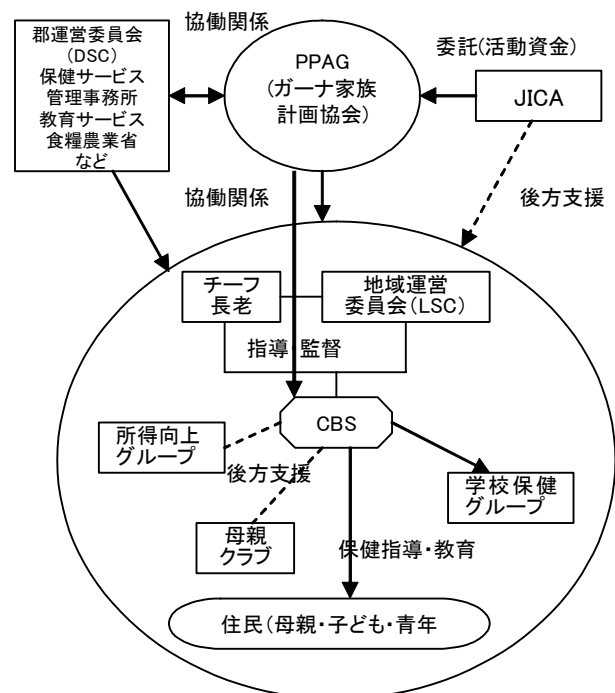 協働関係
郡運営委員会
(DSC)
保健サービス
管理事務所
教育サービス
食糧農業省
など
PPAG
(ガーナ家族
計画協会)
委託(活動資金)
JICA
協働関係
後方支援
チーフ
長老
地域運営
委員会(LSC)
指導・監督
CBS
所得向上
グループ
後方支援
学校保健
グループ
母親
クラブ
保健指導・教育
住民(母親・子ども・青年